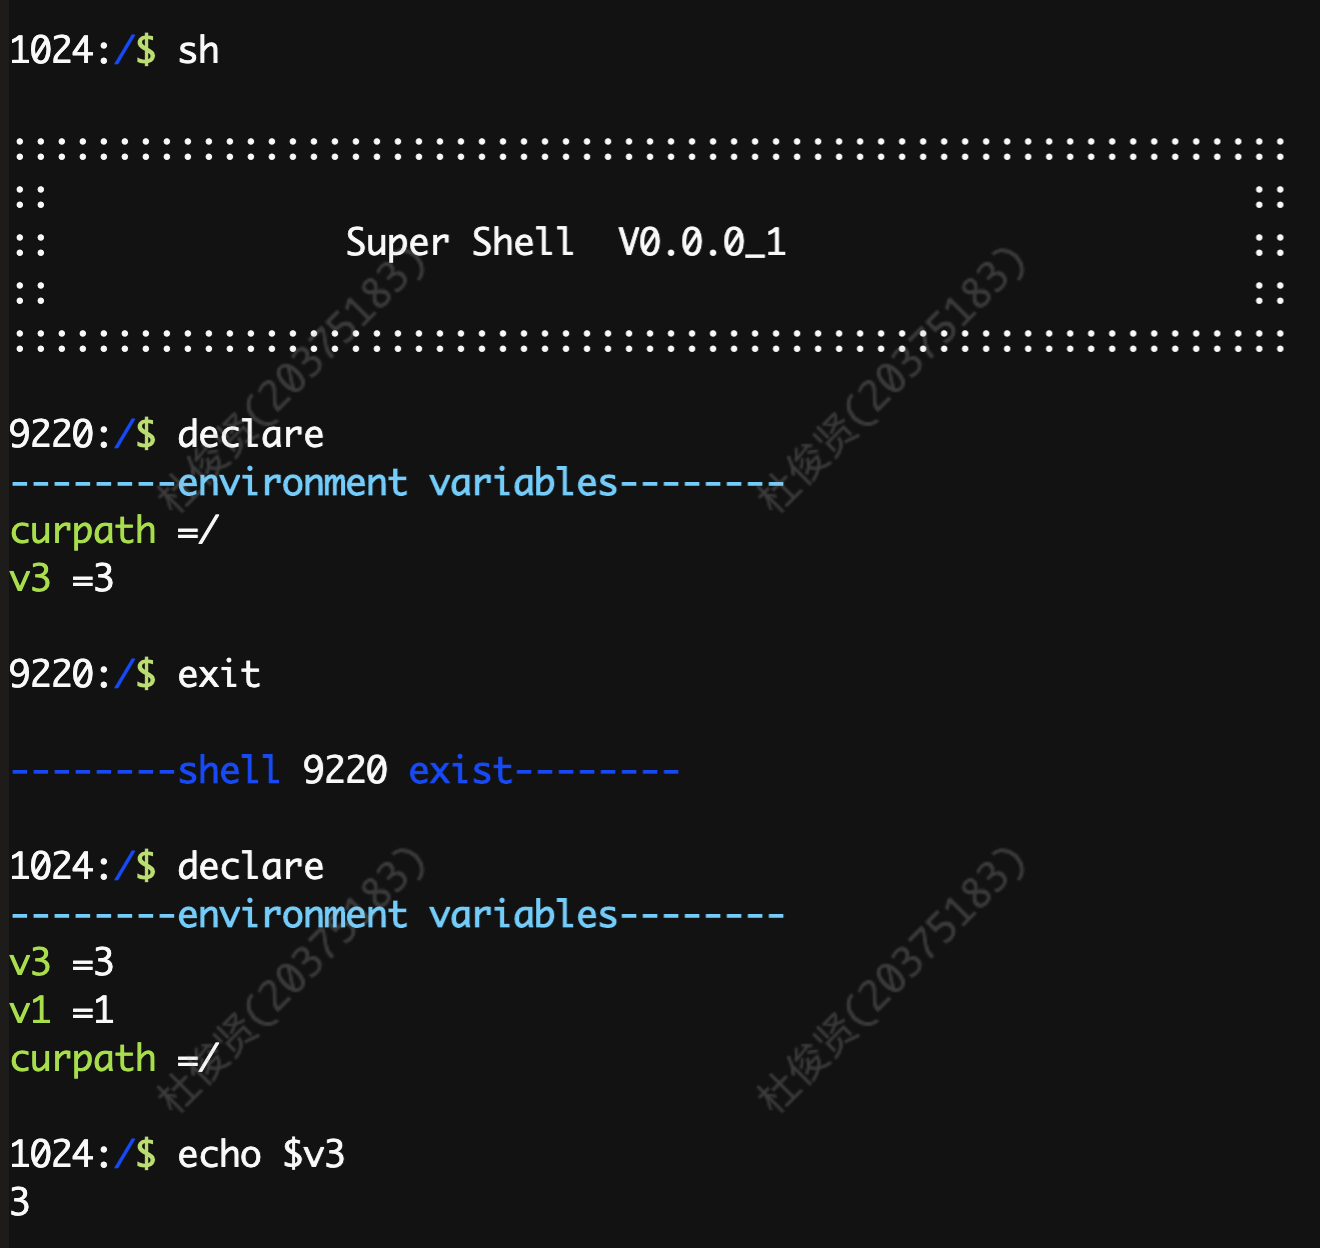 1024:/$ sh
:::::::::::::::::::::::::::::::::::::::::::::::::::::::::::::
:: ::
:: Super Shell  V0.0.0_1 ::
:: ::
:::::::::::::::::::::::::::::::::::::::::::::::::::::::::::::
9220:/$ declare
--------environment variables--------
curpath =/
v3 =3
9220:/$ exit
--------shell 9220 exist--------
1024:/$ declare
--------environment variables--------
v3 =3
v1 =1
curpath =/
1024:/$ echo $v3
3
杜俊贤(20375183)
杜俊贤(20375183)
杜俊贤(20375183)
杜俊贤(20375183)